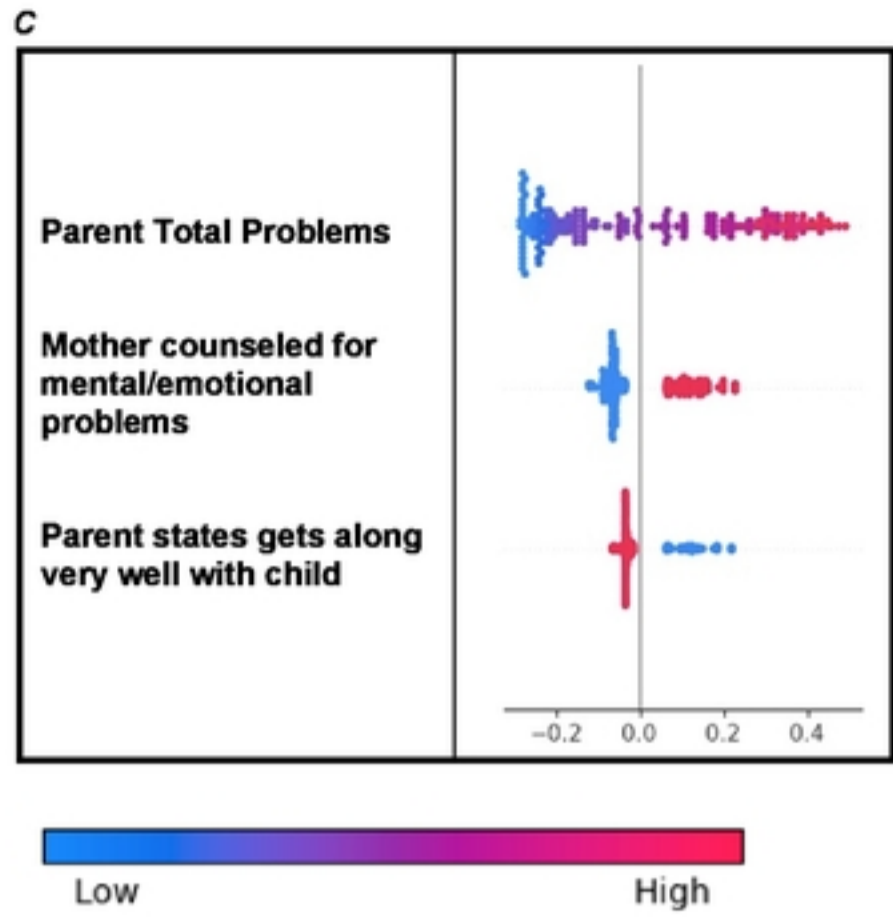 C
Parent Total Problems
Mother counseled for
mental/emotional
problems
Parent states gets along
very well with child
−0.2 0.0 0.2 0.4
Low High